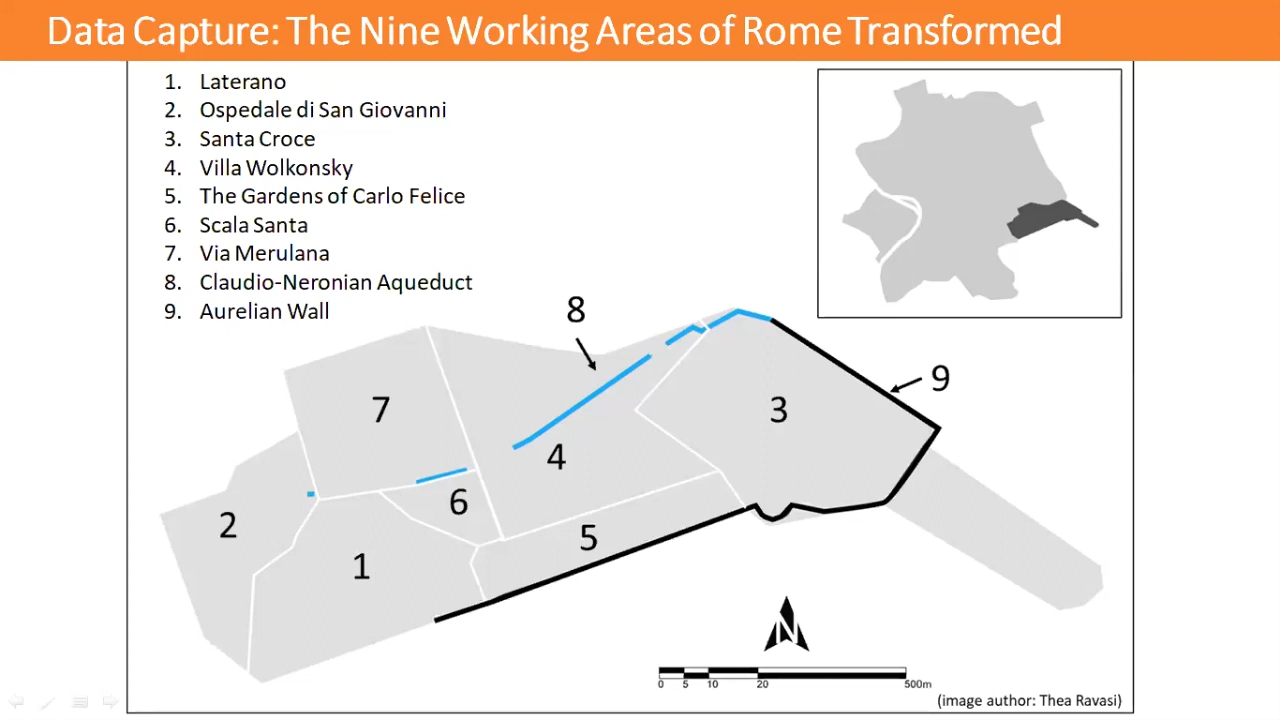 Data Capture: The Nine Working Areas of Rome Transformed
1. Laterano
2. Ospedale di San Giovanni
3. Santa Croce
4. Villa Wolkonsky
5. The Gardens of Carlo Felice
6. Scala Santa
7. Via Merulana
8. Claudio-Neronian Aqueduct
9. Aurelian Wall
8
9
7
3
4
6
2
5
1
N
0 5 10 20 500m
(image author: Thea Ravasi)